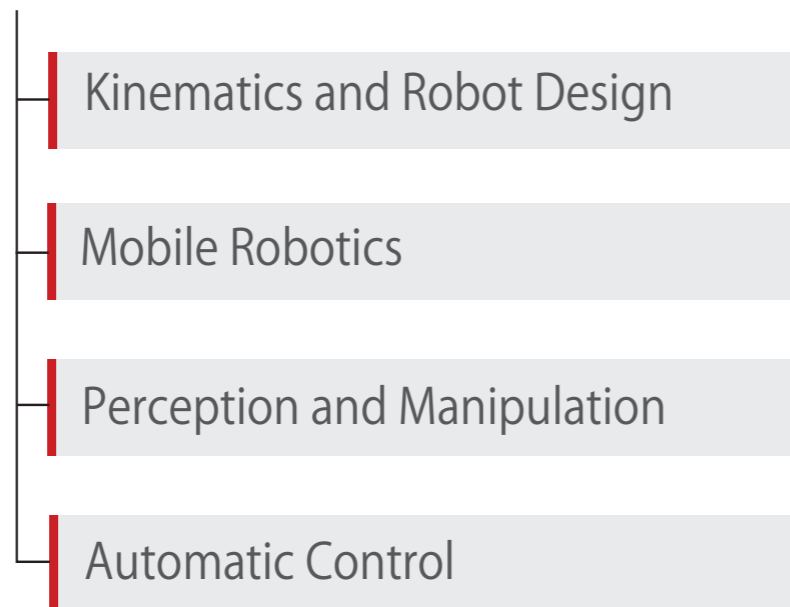 Kinematics and Robot Design
Mobile Robotics
Perception and Manipulation
Automatic Control